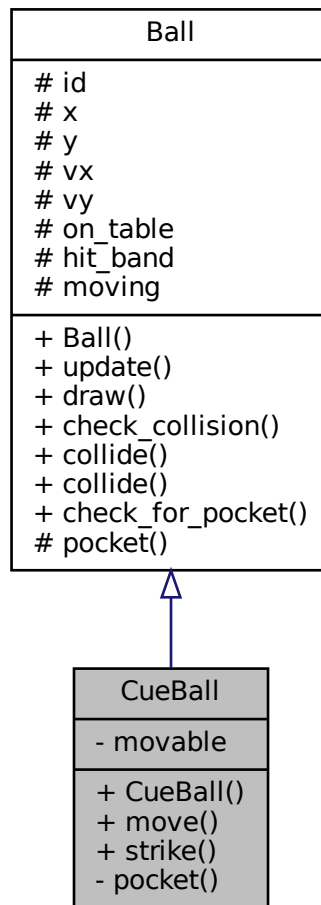 Ball
# id
# x
# y
# vx
# vy
# on_table
# hit_band
# moving
+ Ball()
+ update()
+ draw()
+ check_collision()
+ collide()
+ collide()
+ check_for_pocket()
# pocket()
CueBall
- movable
+ CueBall()
+ move()
+ strike()
- pocket()